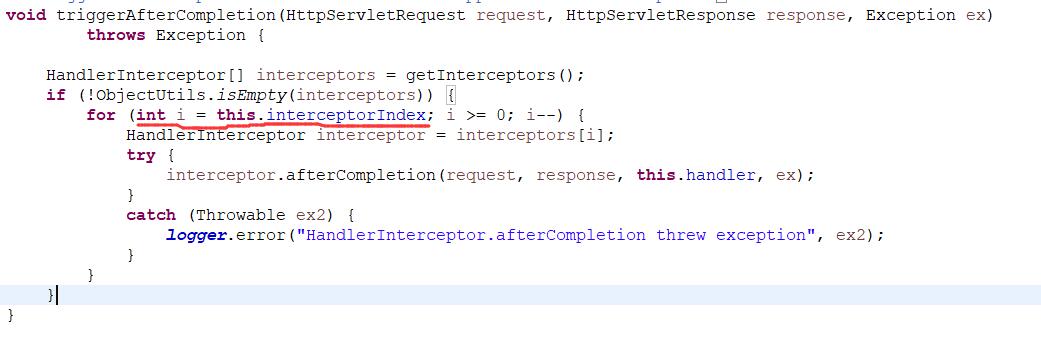 void triggerAfterCompletion(HttpServletRequest request, HttpServletResponse response, Exception ex)
throws Exception {
HandlerInterceptor[] interceptors = getInterceptors();
if (!ObjectUtils.isEmpty(interceptors)) {
for (int i = this.interceptorIndex; i >= 0; i--) {
HandlerInterceptor interceptor = interceptors[i];
try {
interceptor.afterCompletion(request, response, this.handler, ex);
}
catch (Throwable ex2) {
logger.error("HandlerInterceptor.afterCompletion threw exception", ex2);
}
}
}
}